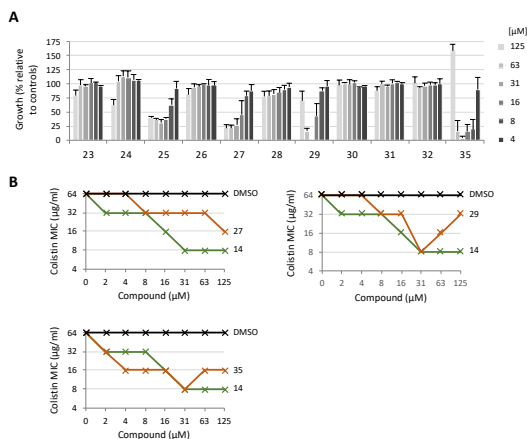 A
[µM]
Growth (% relative
to controls)
175
150
125
100
75
50
25
0
125
63
31
16
8
4
23 24 25 26 27 28 29 30 31 32 35
B
Colistin MIC (µg/ml)
64
32
16
8
4
DMSO
27
14
0 2 4 8 16 31 63 125
Compound (µM)
Colistin MIC (µg/ml)
64
32
16
8
4
DMSO
29
14
0 2 4 8 16 31 63 125
Compound (µM)
Colistin MIC (µg/ml)
64
32
16
8
4
DMSO
35
14
0 2 4 8 16 31 63 125
Compound (µM)